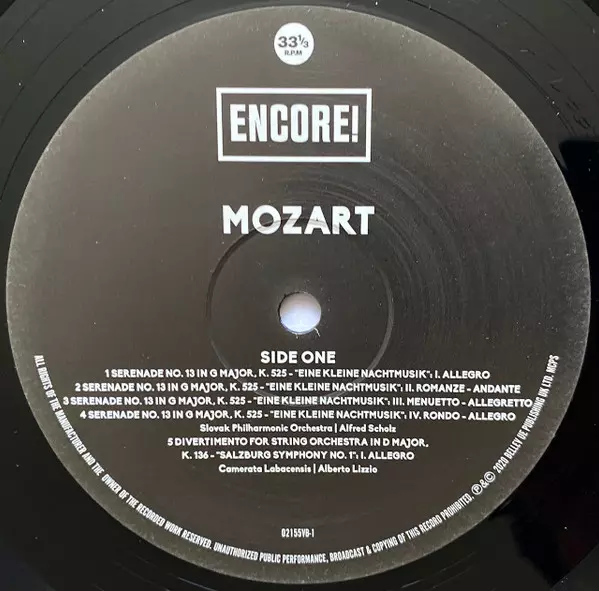 33⅓
R.P.M
ENCORE!
MOZART
SIDE ONE
1 SERENADE NO. 13 IN G MAJOR, K. 525 - "EINE KLEINE NACHTMUSIK": I. ALLEGRO
2 SERENADE NO. 13 IN G MAJOR, K. 525 - "EINE KLEINE NACHTMUSIK": II. ROMANZE - ANDANTE
3 SERENADE NO. 13 IN G MAJOR, K. 525 - "EINE KLEINE NACHTMUSIK": III. MENUETTO - ALLEGRETTO
4 SERENADE NO. 13 IN G MAJOR, K. 525 - "EINE KLEINE NACHTMUSIK": IV. RONDO - ALLEGRO
Slovak Philharmonic Orchestra | Alfred Scholz
5 DIVERTIMENTO FOR STRING ORCHESTRA IN D MAJOR,
K. 136 - "SALZBURG SYMPHONY NO. 1": I. ALLEGRO
Camerata Labacensis | Alberto Lizzio
02155VB-1
ALL RIGHTS OF THE MANUFACTURER AND THE OWNER OF THE RECORDED WORK RESERVED. UNAUTHORIZED PUBLIC PERFORMANCE, BROADCAST & COPYING OF THIS RECORD PROHIBITED. ℗&© 2020 BELLEVUE PUBLISHING UK LTD. MCPS